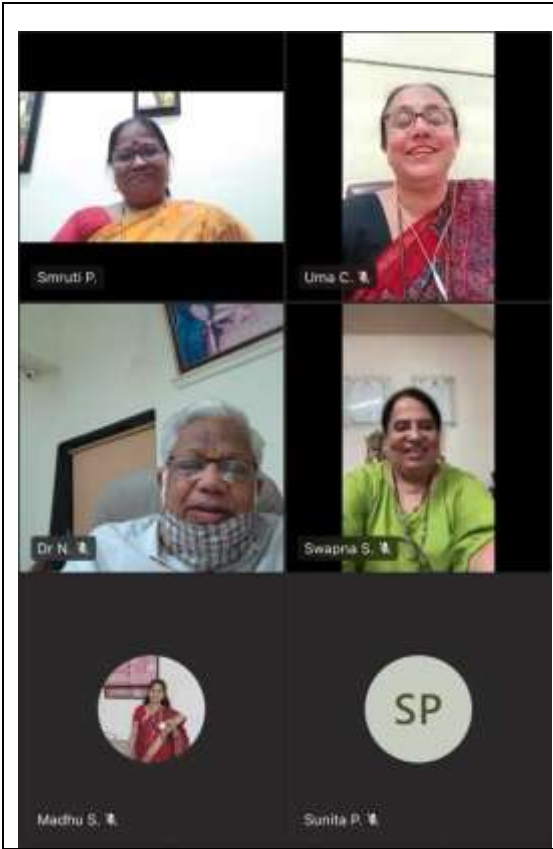 Smruti P.
Uma C.
Dr N.
Swapna S.
SP
Madhu S.
Sunita P.